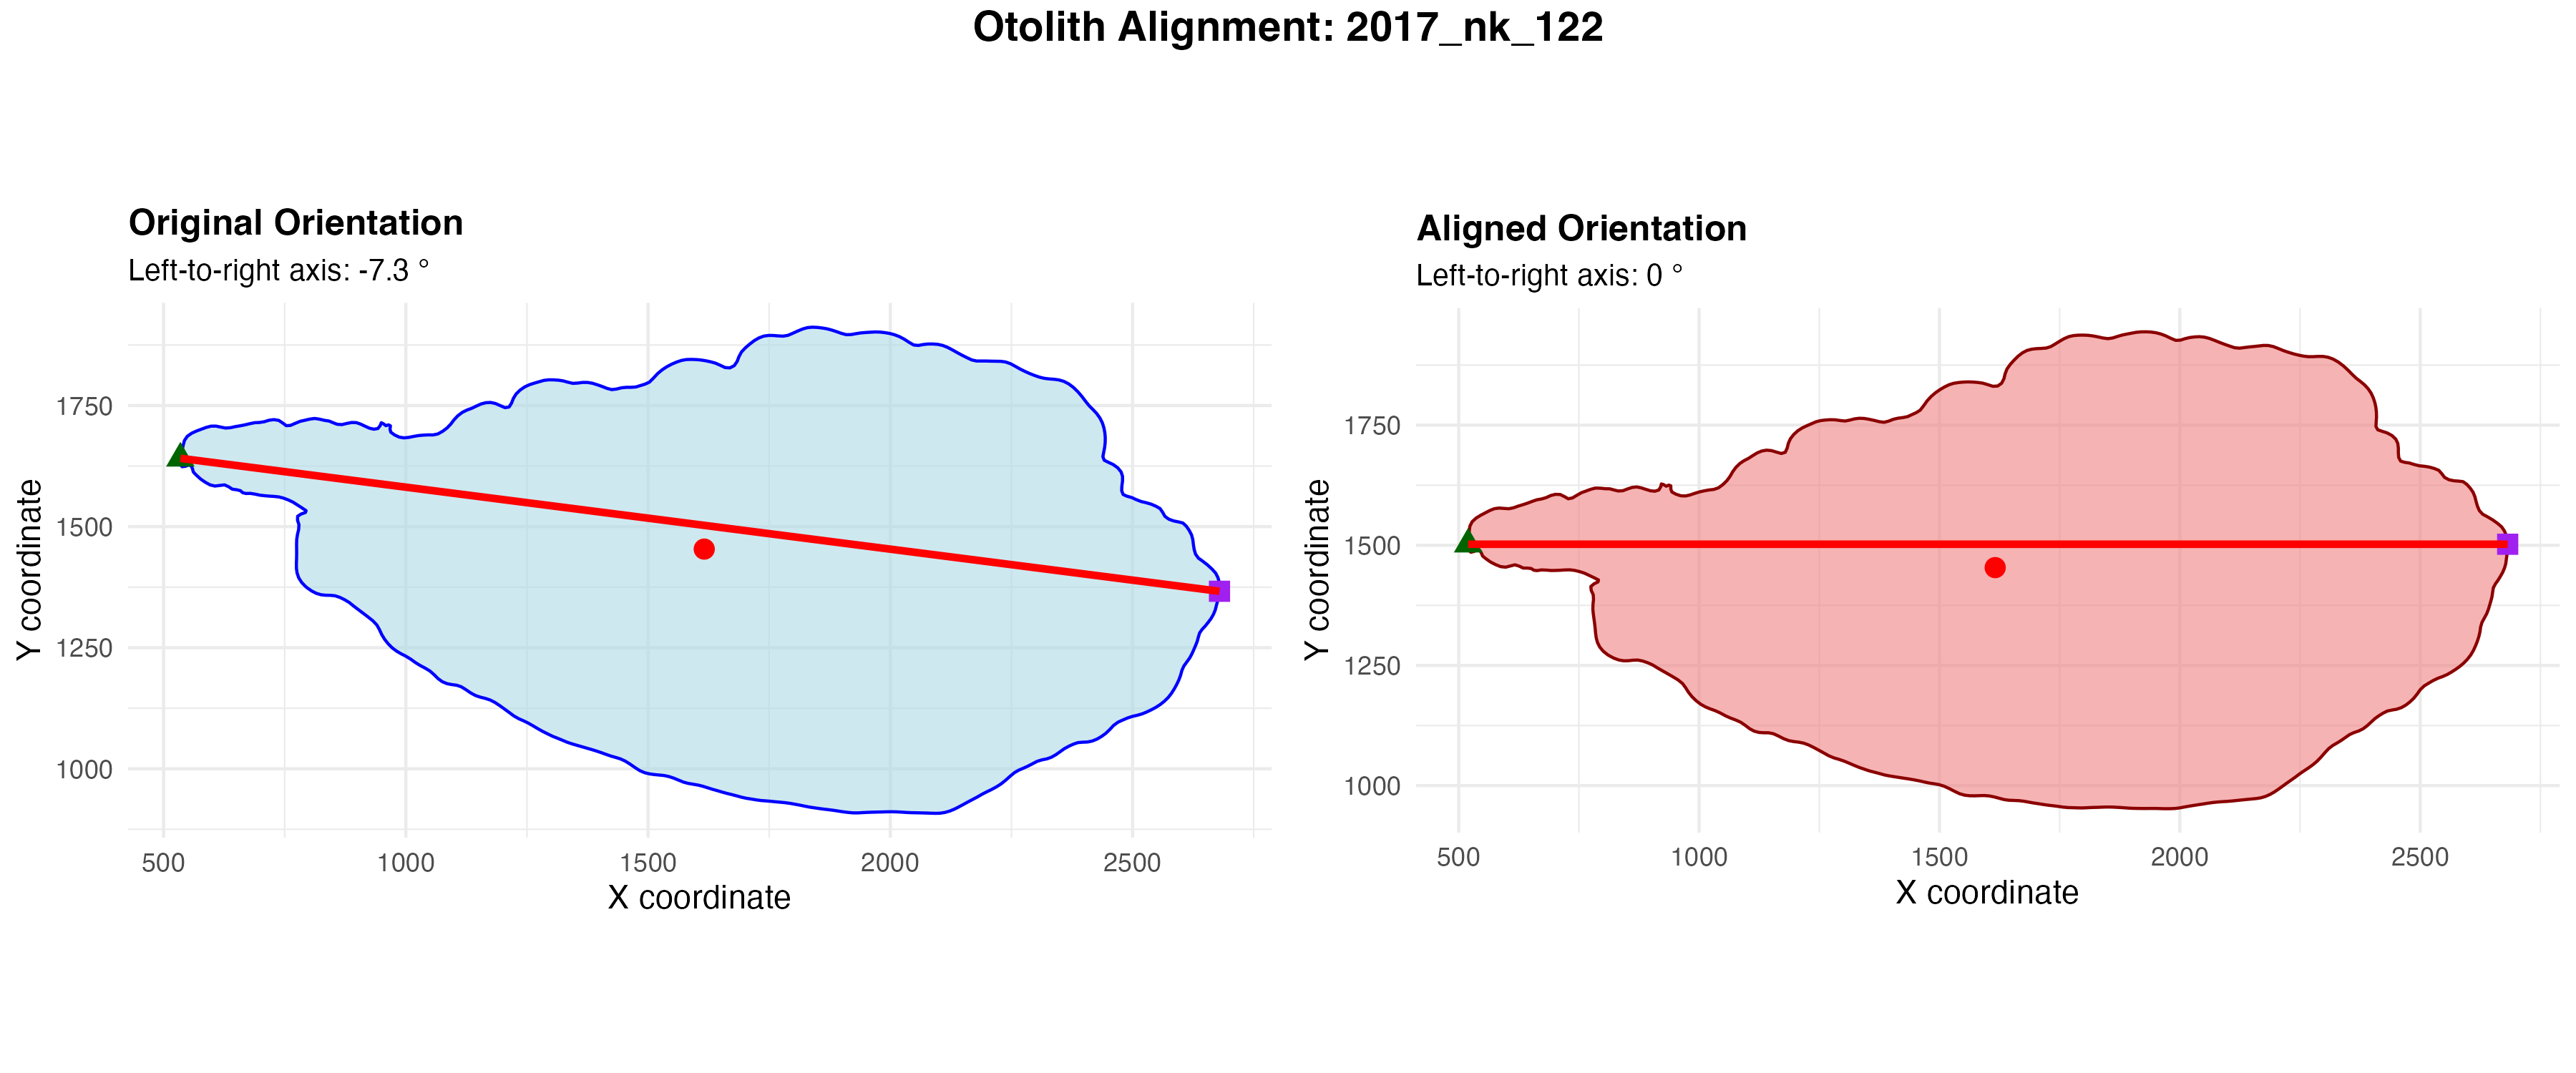 Otolith Alignment: 2017_nk_122
Original Orientation
Left-to-right axis: -7.3 °
1750
1500
1250
1000
Y coordinate
500 1000 1500 2000 2500
X coordinate
Aligned Orientation
Left-to-right axis: 0 °
1750
1500
1250
1000
Y coordinate
500 1000 1500 2000 2500
X coordinate